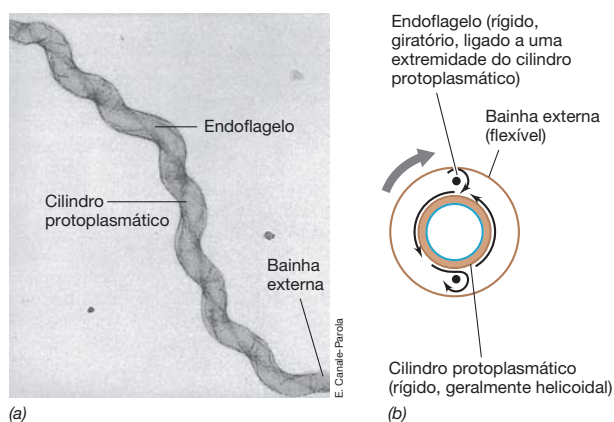 (a)
Endoflagelo
Cilindro
protoplasmático
Bainha
externa
E. Canale-Parola
Endoflagelo (rígido,
giratório, ligado a uma
extremidade do cilindro
protoplasmático)
Bainha externa
(flexível)
Cilindro protoplasmático
(rígido, geralmente helicoidal)
(b)